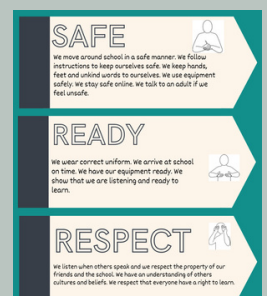 SAFE
We move around school in a safe manner. We follow
instructions to keep ourselves safe. We keep hands,
feet and unkind words to ourselves. We use equipment
safely. We stay safe online. We talk to an adult if we
feel unsafe.
READY
We wear correct uniform. We arrive at school
on time. We have our equipment ready. We
show that we are listening and ready to
learn.
RESPECT
We listen when others speak and we respect the property of our
friends and the school. We have an understanding of others
cultures and beliefs. We respect that everyone have a right to learn.